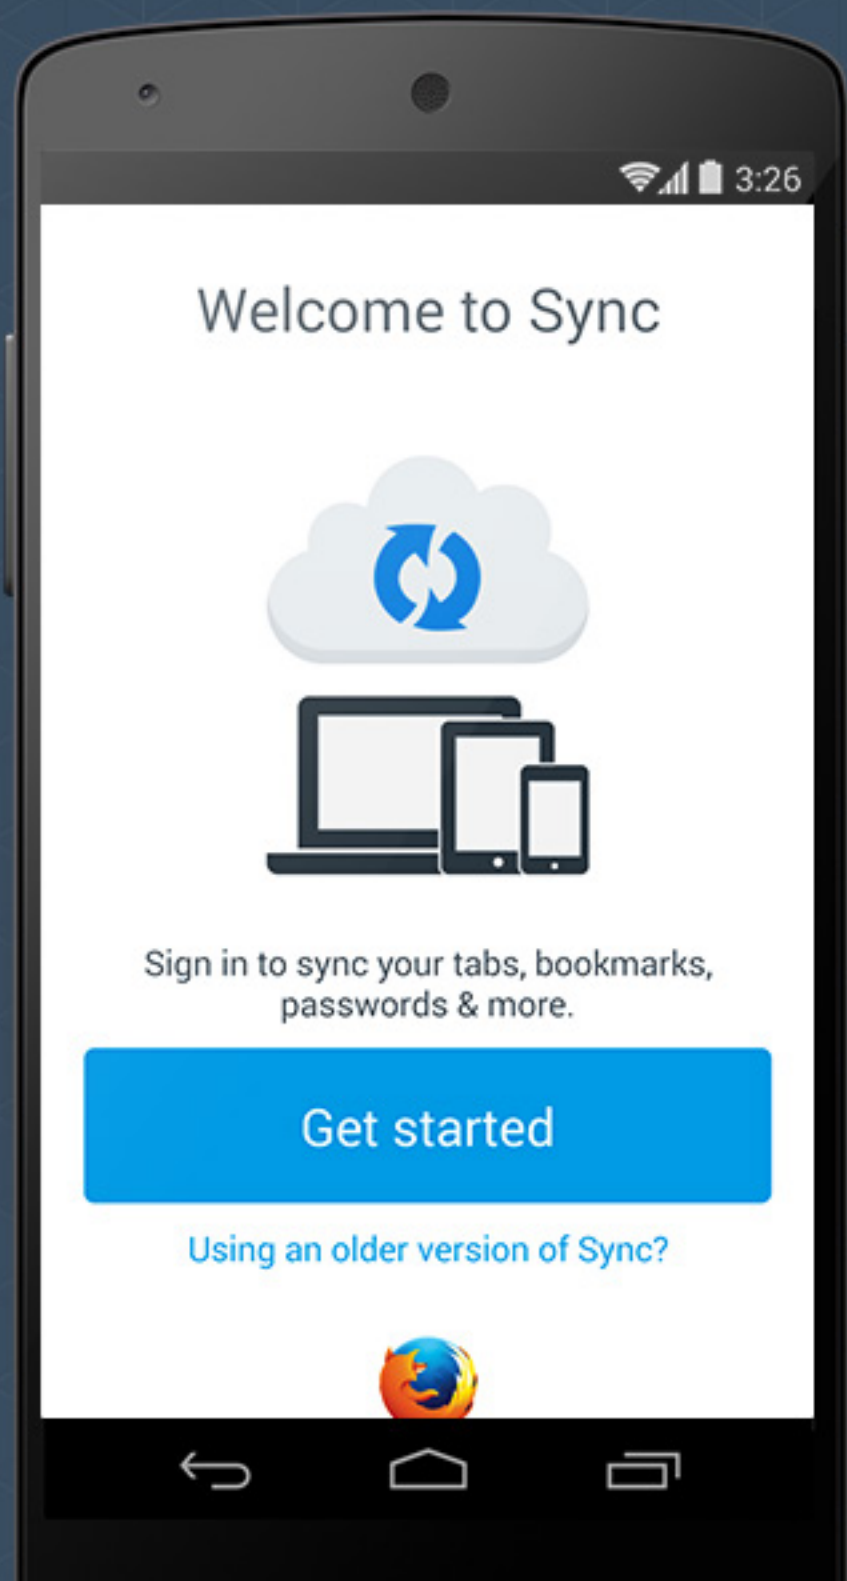 3:26
Welcome to Sync
Sign in to sync your tabs, bookmarks,
passwords & more.
Get started
Using an older version of Sync?